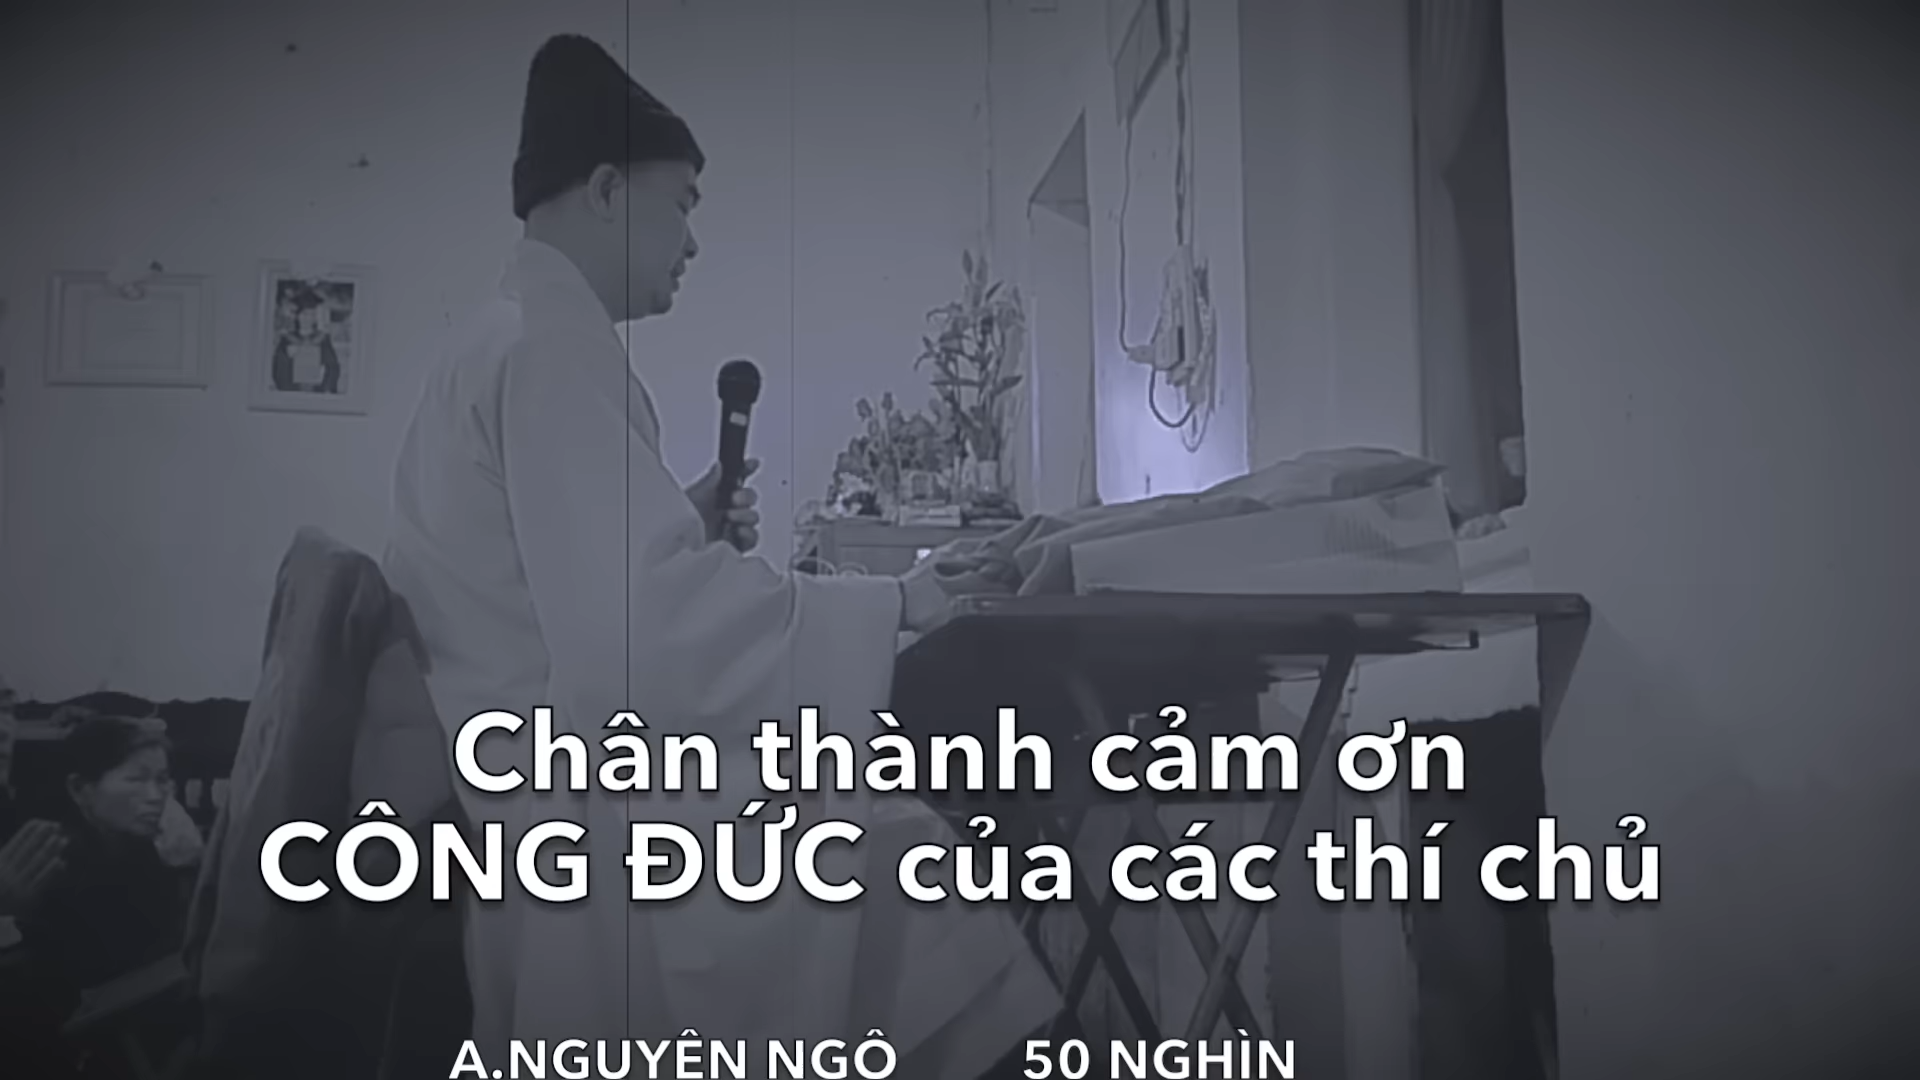 Chân thành cảm ơn
CÔNG ĐỨC của các thí chủ
A.NGUYÊN NGÔ 50 NGHÌN